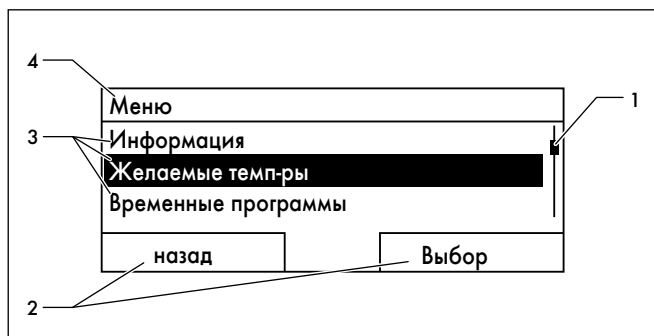 4
Меню
1
3
Информация
Желаемые темп-ры
Временные программы
назад
Выбор
2